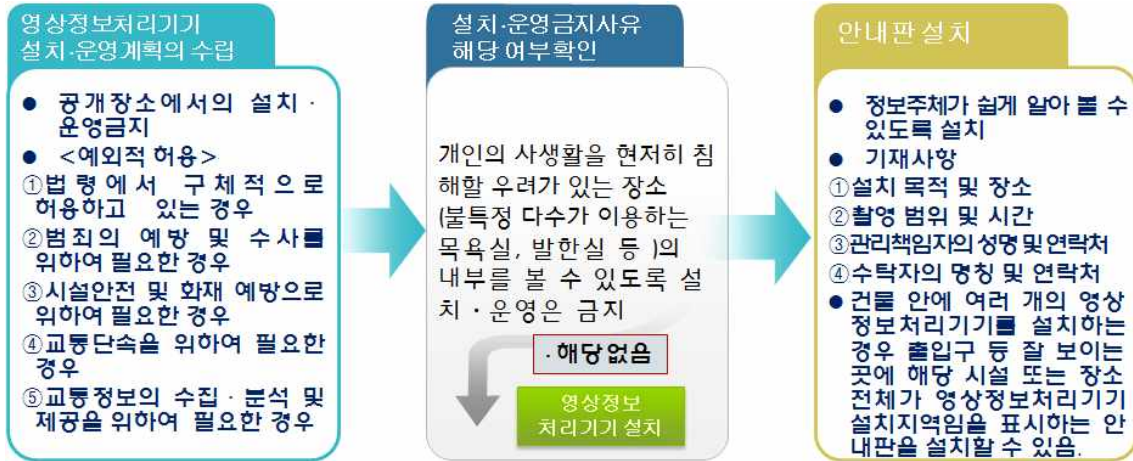 영상정보처리기기
설치·운영계획의 수립
● 공개장소에서의 설치·
운영금지
● <예외적 허용>
①법령에서 구체적으로
허용하고 있는 경우
②범죄의 예방 및 수사를
위하여 필요한 경우
③시설안전 및 화재 예방으로
위하여 필요한 경우
④교통단속을 위하여 필요한
경우
⑤교통정보의 수집·분석 및
제공을 위하여 필요한 경우
설치·운영금지사유
해당 여부확인
개인의 사생활을 현저히 침
해할 우려가 있는 장소
(불특정 다수가 이용하는
목욕실, 발한실 등 )의
내부를 볼 수 있도록 설
치·운영은 금지
·해당없음
영상정보
처리기기 설치
안내판 설치
● 정보주체가 쉽게 알아 볼 수
있도록 설치
● 기재사항
①설치 목적 및 장소
②촬영 범위 및 시간
③관리책임자의 성명 및 연락처
④수탁자의 명칭 및 연락처
● 건물 안에 여러 개의 영상
정보처리기기를 설치하는
경우 출입구 등 잘 보이는
곳에 해당 시설 또는 장소
전체가 영상정보처리기기
설치지역임을 표시하는 안
내판을 설치할 수 있음.